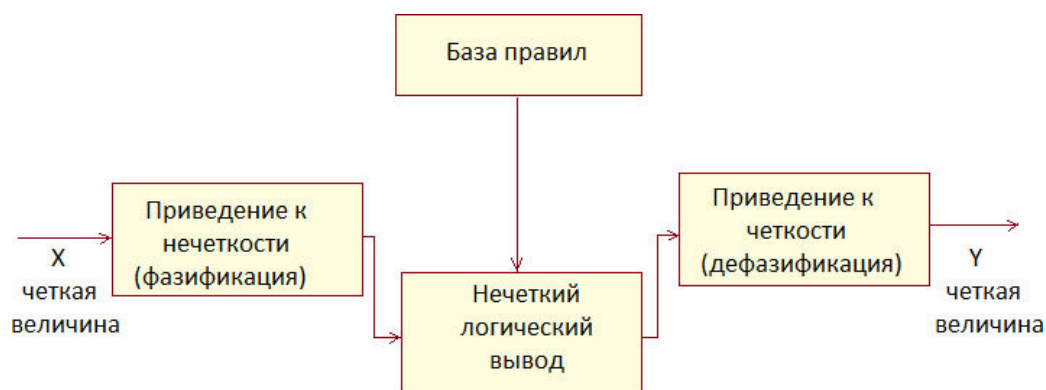 База правил
Приведение к
нечеткости
(фазификация)
X
четкая
величина
Нечеткий
логический
вывод
Приведение к
четкости
(дефазификация)
Y
четкая
величина